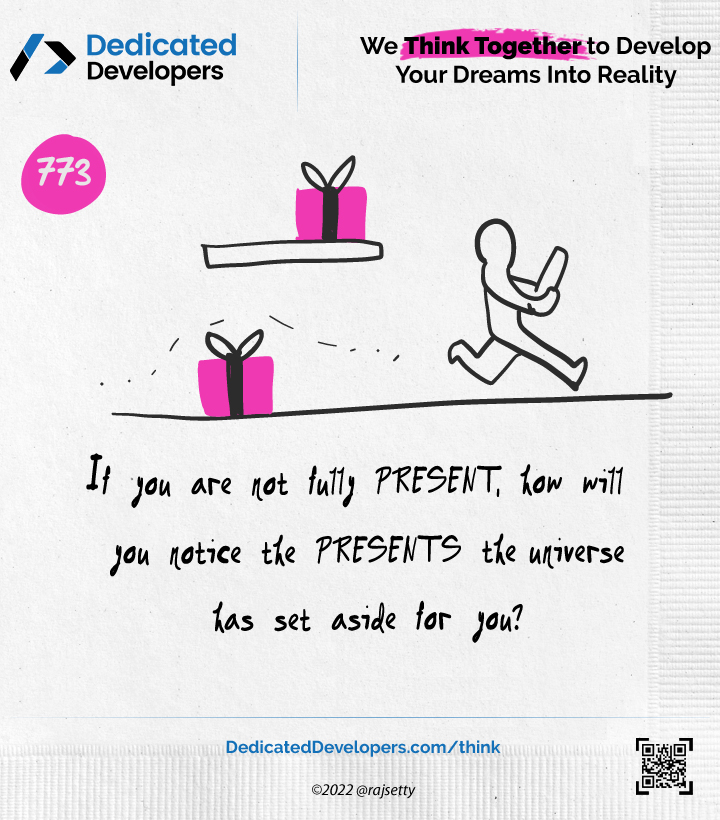 Dedicated
Developers
We Think Together to Develop
Your Dreams Into Reality
773
If you are not fully PRESENT, how will
you notice the PRESENTS the universe
has set aside for you?
DedicatedDevelopers.com/think
©2022 @rajsetty